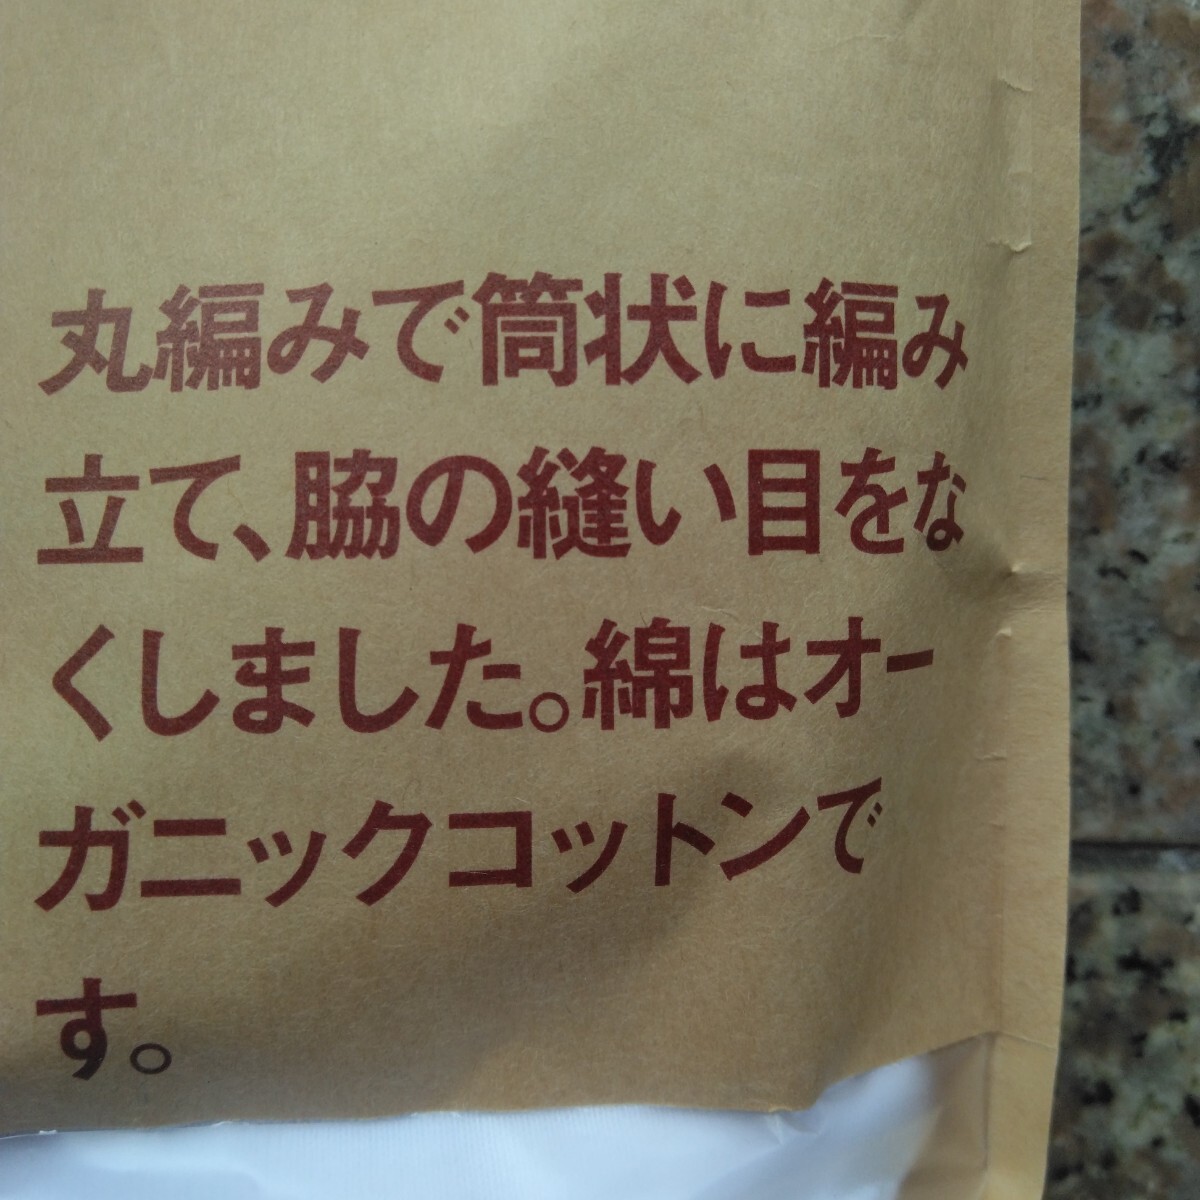 丸編みで筒状に編み
立て、脇の縫い目をな
くしました。綿はオー
ガニックコットンで
す。